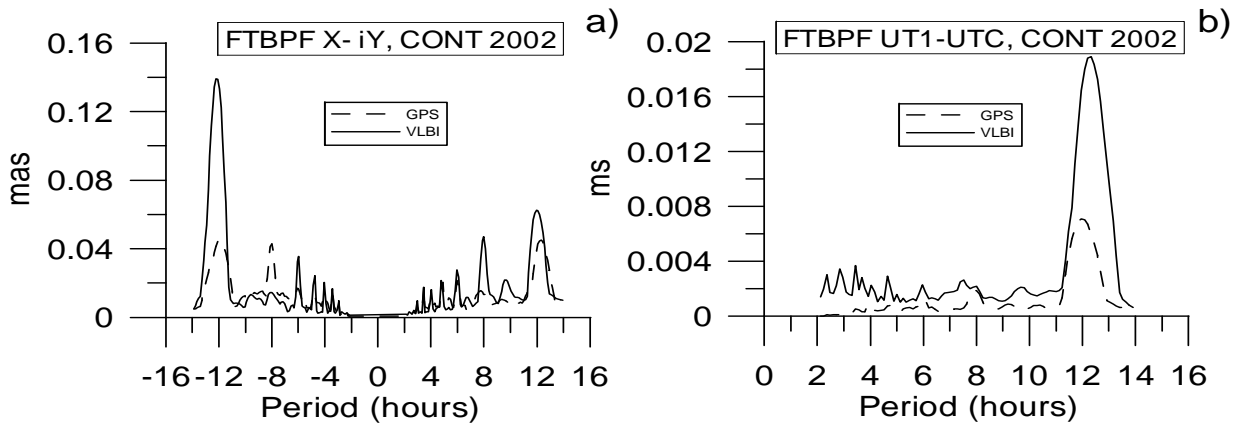 FTBPF X- iY, CONT 2002
a)
GPS
VLBI
mas
0.16
0.12
0.08
0.04
0
-16 -12 -8 -4 0 4 8 12 16
Period (hours)
FTBPF UT1-UTC, CONT 2002
b)
GPS
VLBI
ms
0.02
0.016
0.012
0.008
0.004
0
0 2 4 6 8 10 12 14 16
Period (hours)